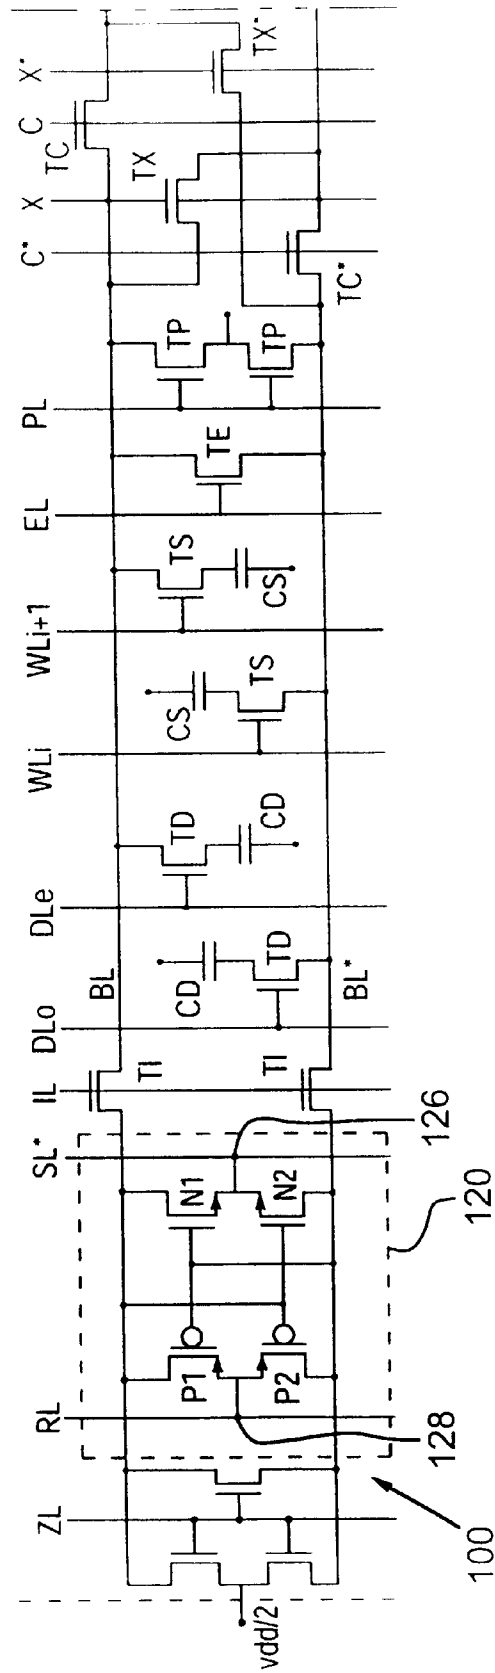 X*
C
X
C*
PL
EL
WLi+1
WLi
DLe
DLo
IL
SL*
RL
ZL
TX*
TC
TX
TC*
TP
TP
TE
TS
CS
TS
CS
TD
CD
TD
CD
BL
BL*
TI
TI
N1
N2
P1
P2
126
120
128
100
vdd/2